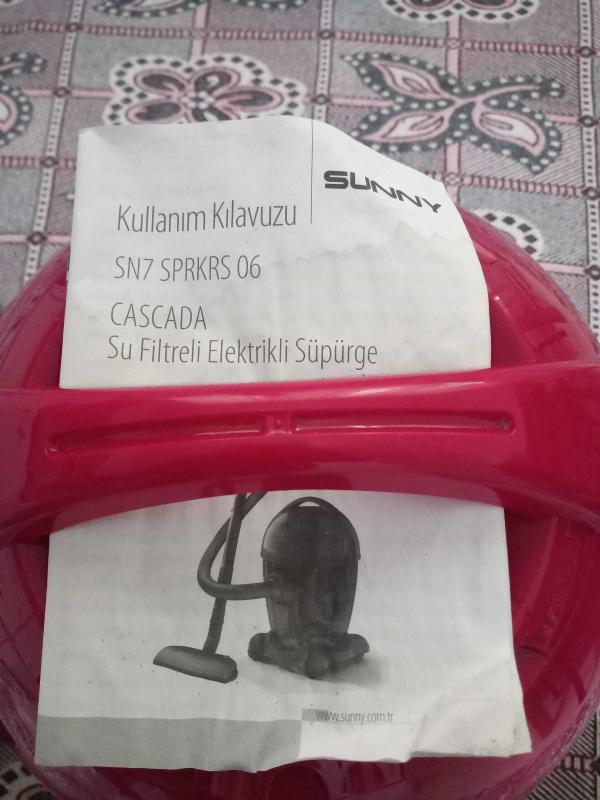 SUNNY
Kullanım Kılavuzu
SN7 SPRKRS 06
CASCADA
Su Filtreli Elektrikli Süpürge
www.sunny.com.tr